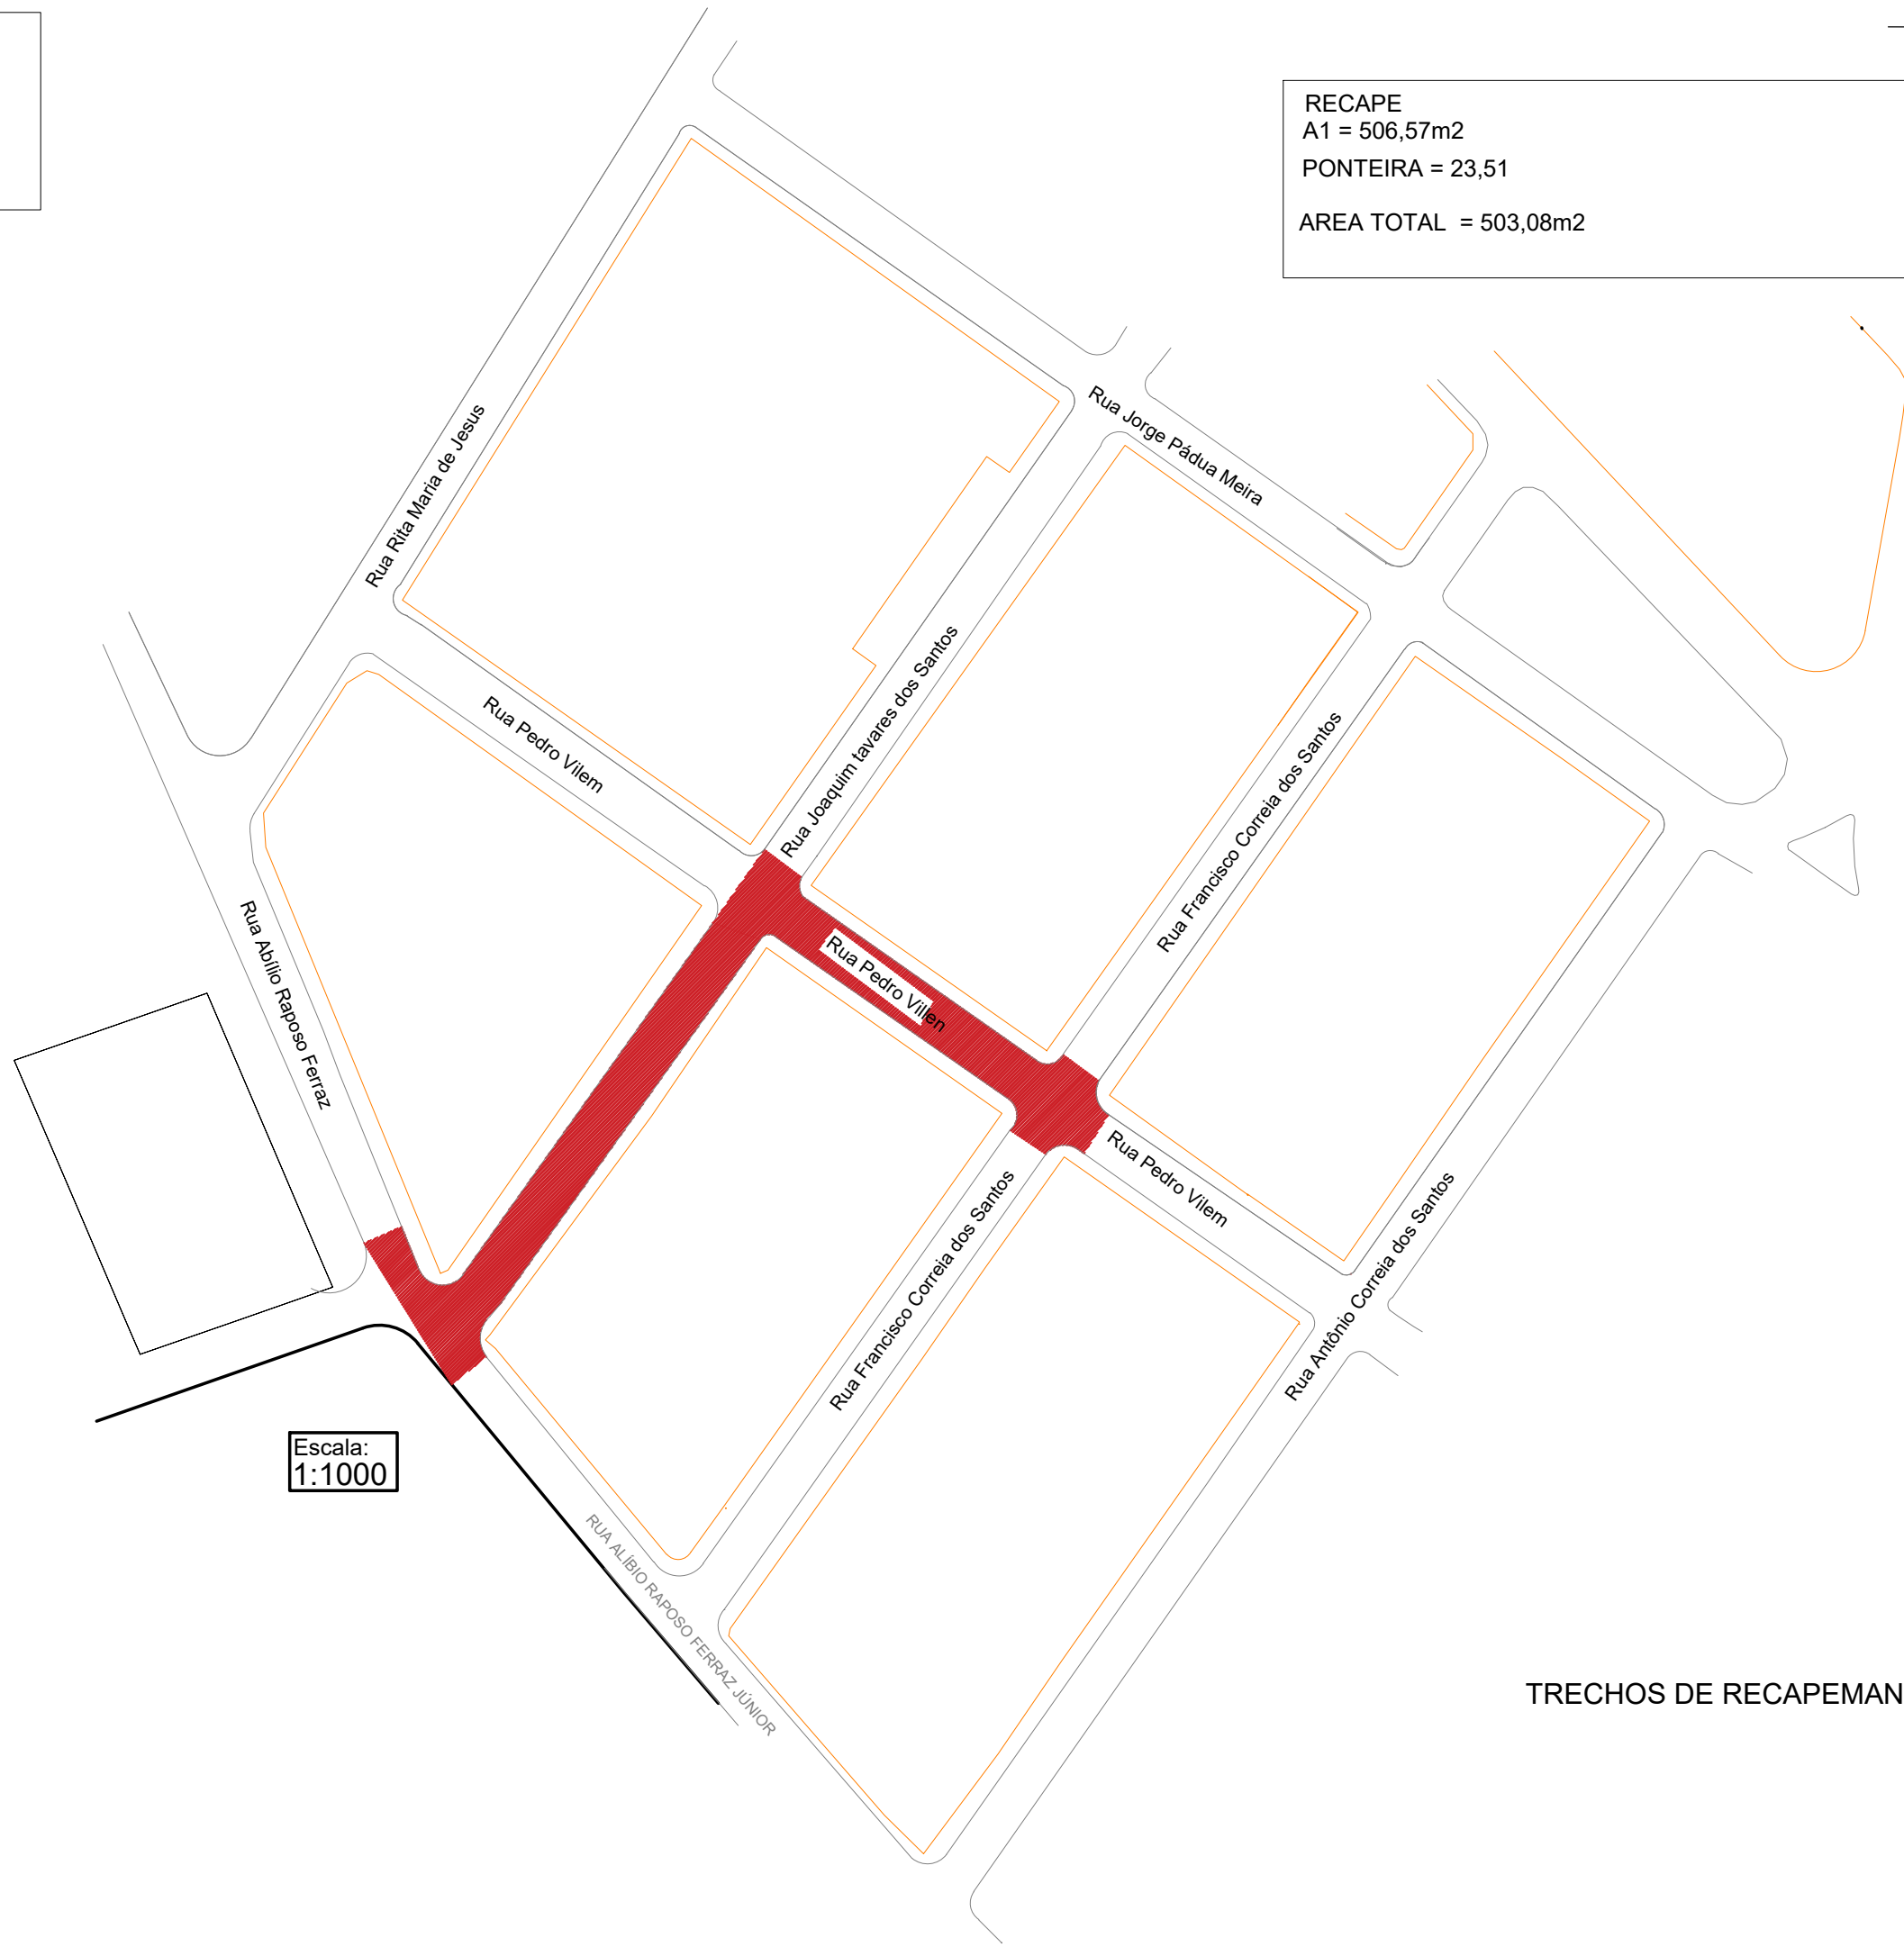 RECAPE
A1 = 506,57m2
PONTEIRA = 23,51
AREA TOTAL = 503,08m2
Rua Rita Maria de Jesus
Rua Jorge Pádua Meira
Rua Pedro Vilem
Rua Joaquim tavares dos Santos
Rua Francisco Correia dos Santos
Rua Abílio Raposo Ferraz
Rua Pedro Villen
Rua Pedro Vilem
Rua Francisco Correia dos Santos
Rua Antônio Correia dos Santos
Escala:
1:1000
RUA ALÍBIO RAPOSO FERRAZ JÚNIOR
TRECHOS DE RECAPEMAN